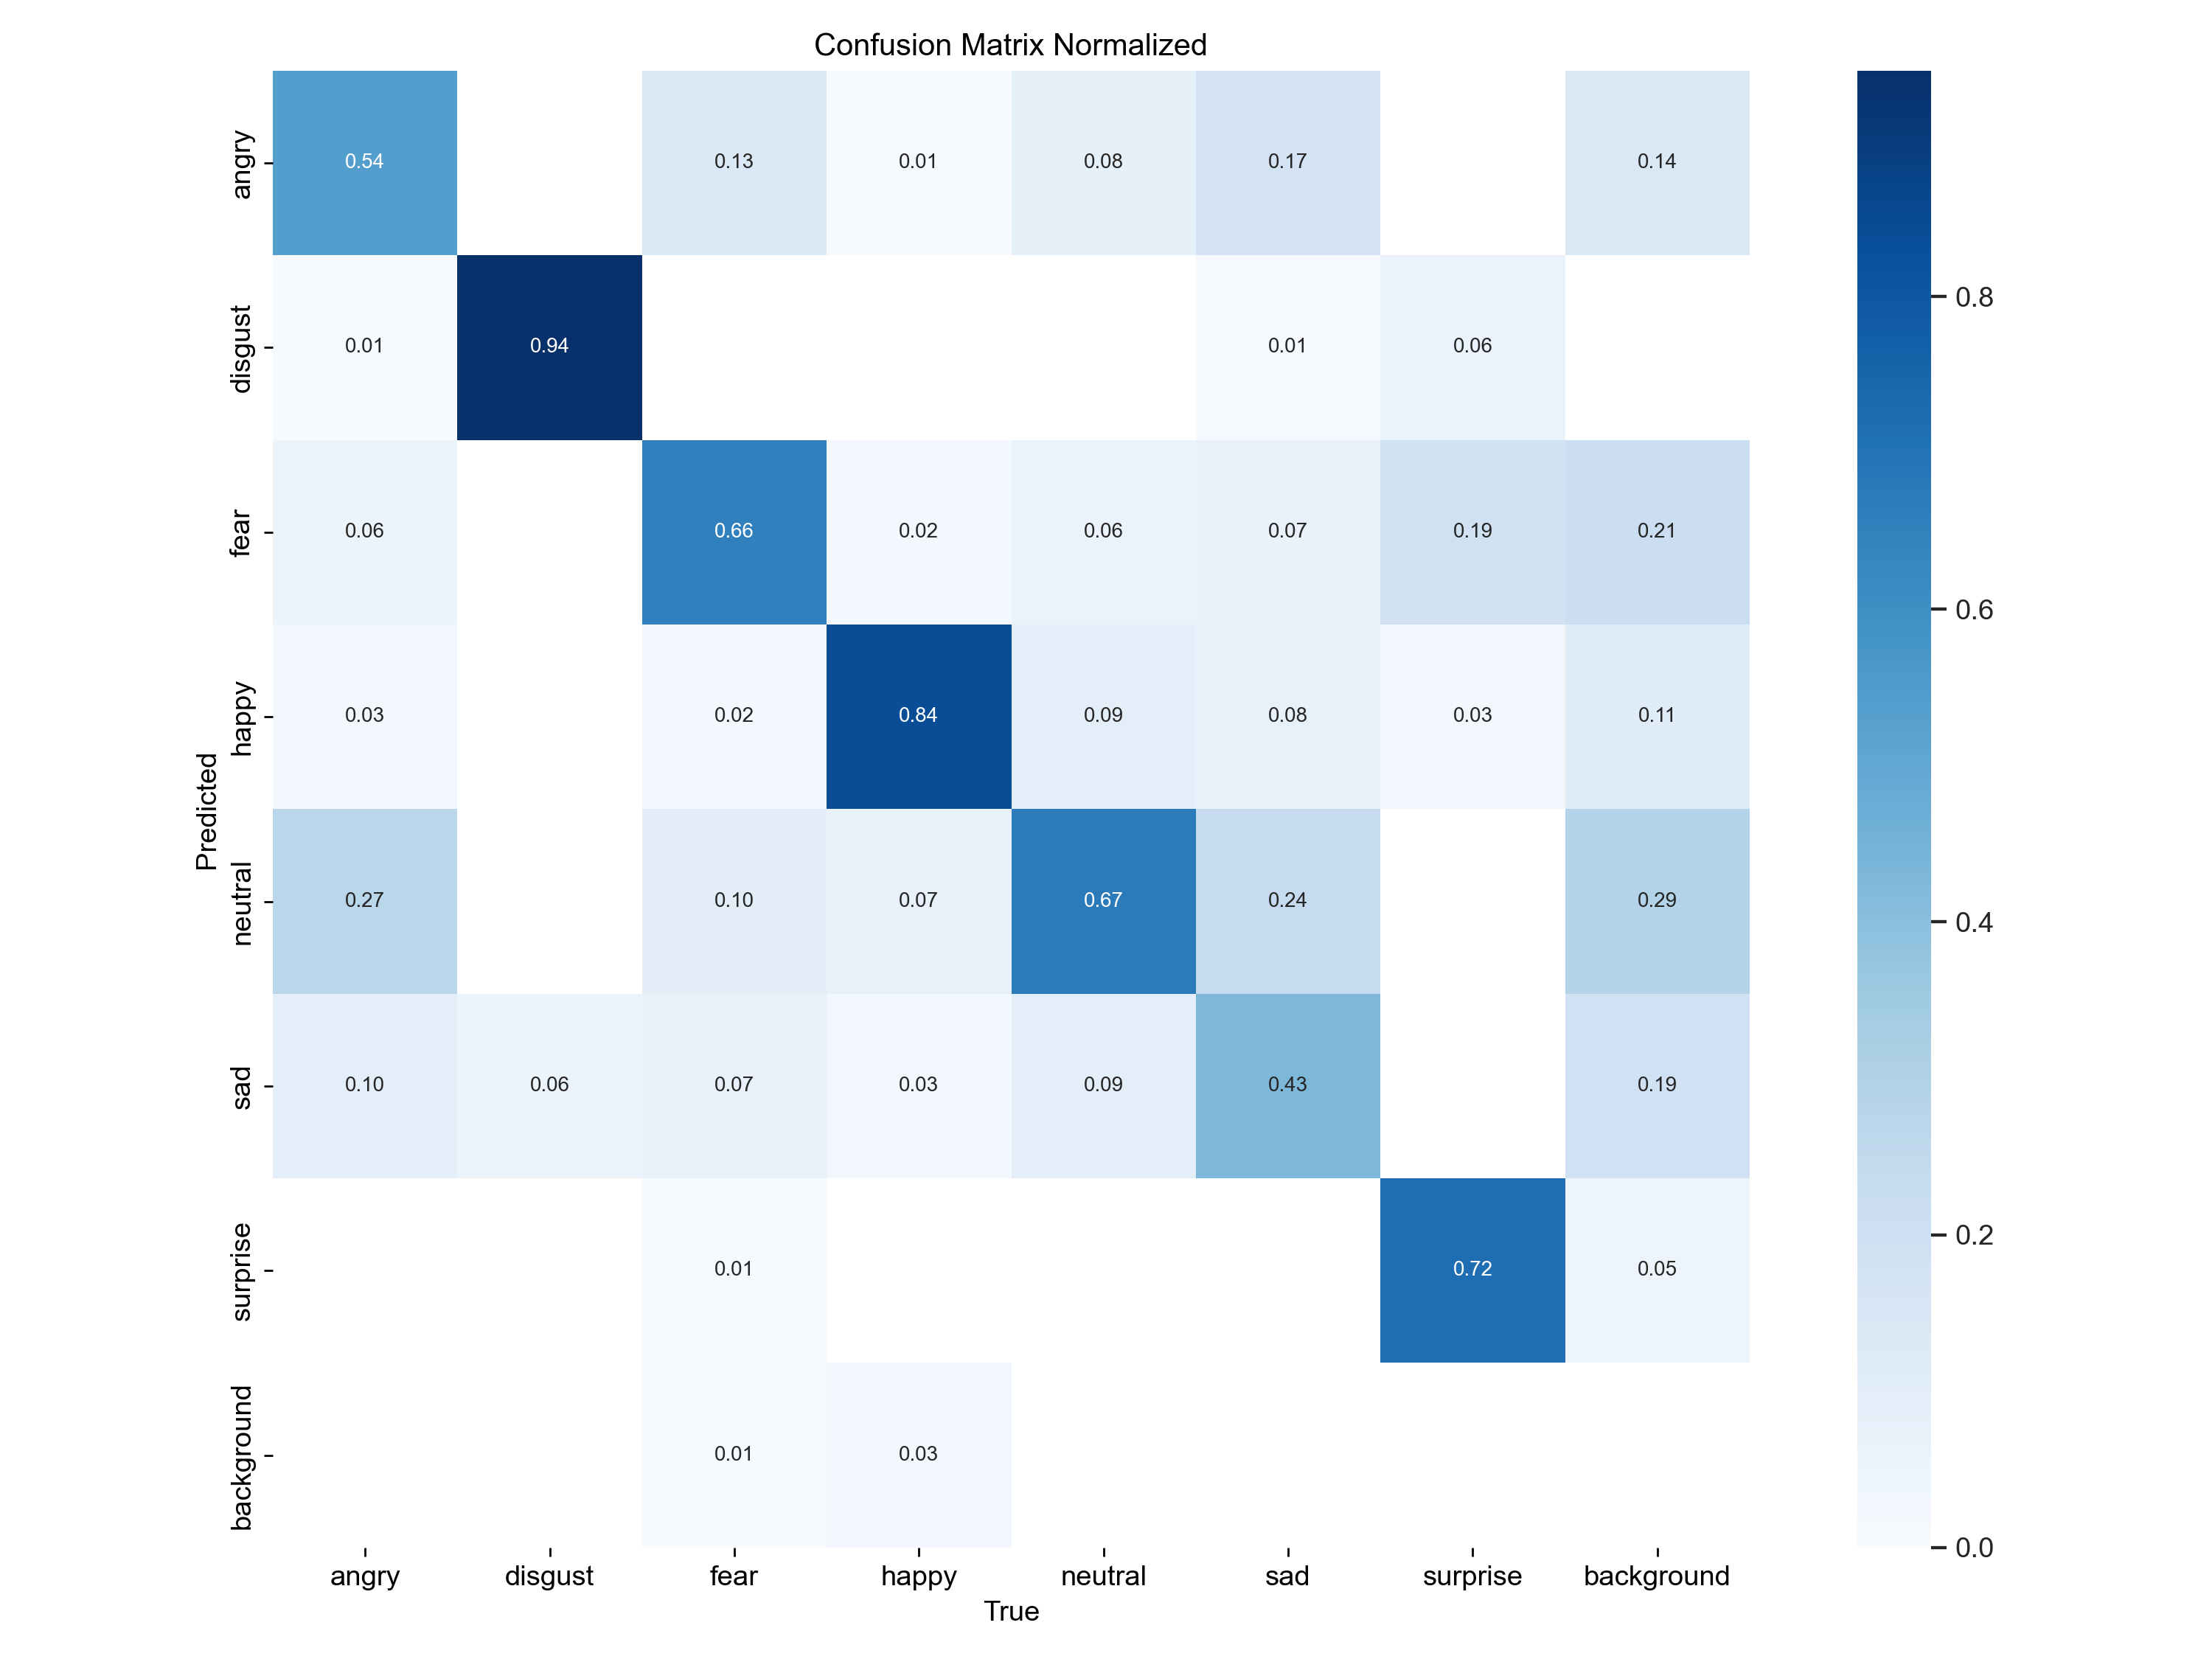 Confusion Matrix Normalized
angry 0.54 0.13 0.01 0.08 0.17 0.14
disgust 0.01 0.94 0.01 0.06
fear 0.06 0.66 0.02 0.06 0.07 0.19 0.21
happy 0.03 0.02 0.84 0.09 0.08 0.03 0.11
neutral 0.27 0.10 0.07 0.67 0.24 0.29
sad 0.10 0.06 0.07 0.03 0.09 0.43 0.19
surprise 0.01 0.72 0.05
background 0.01 0.03
Predicted
angry disgust fear happy neutral sad surprise background
True
0.8
0.6
0.4
0.2
0.0